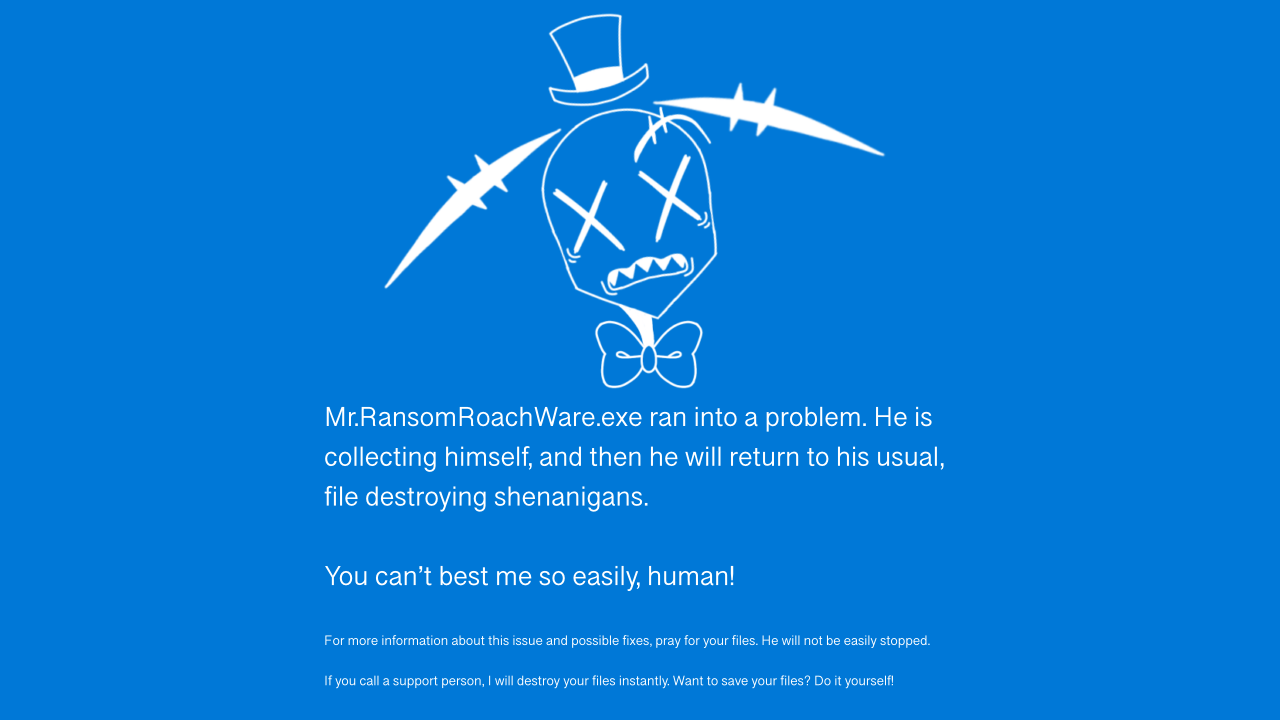 Mr.RansomRoachWare.exe ran into a problem. He is
collecting himself, and then he will return to his usual,
file destroying shenanigans.
You can’t best me so easily, human!
For more information about this issue and possible fixes, pray for your files. He will not be easily stopped.
If you call a support person, I will destroy your files instantly. Want to save your files? Do it yourself!